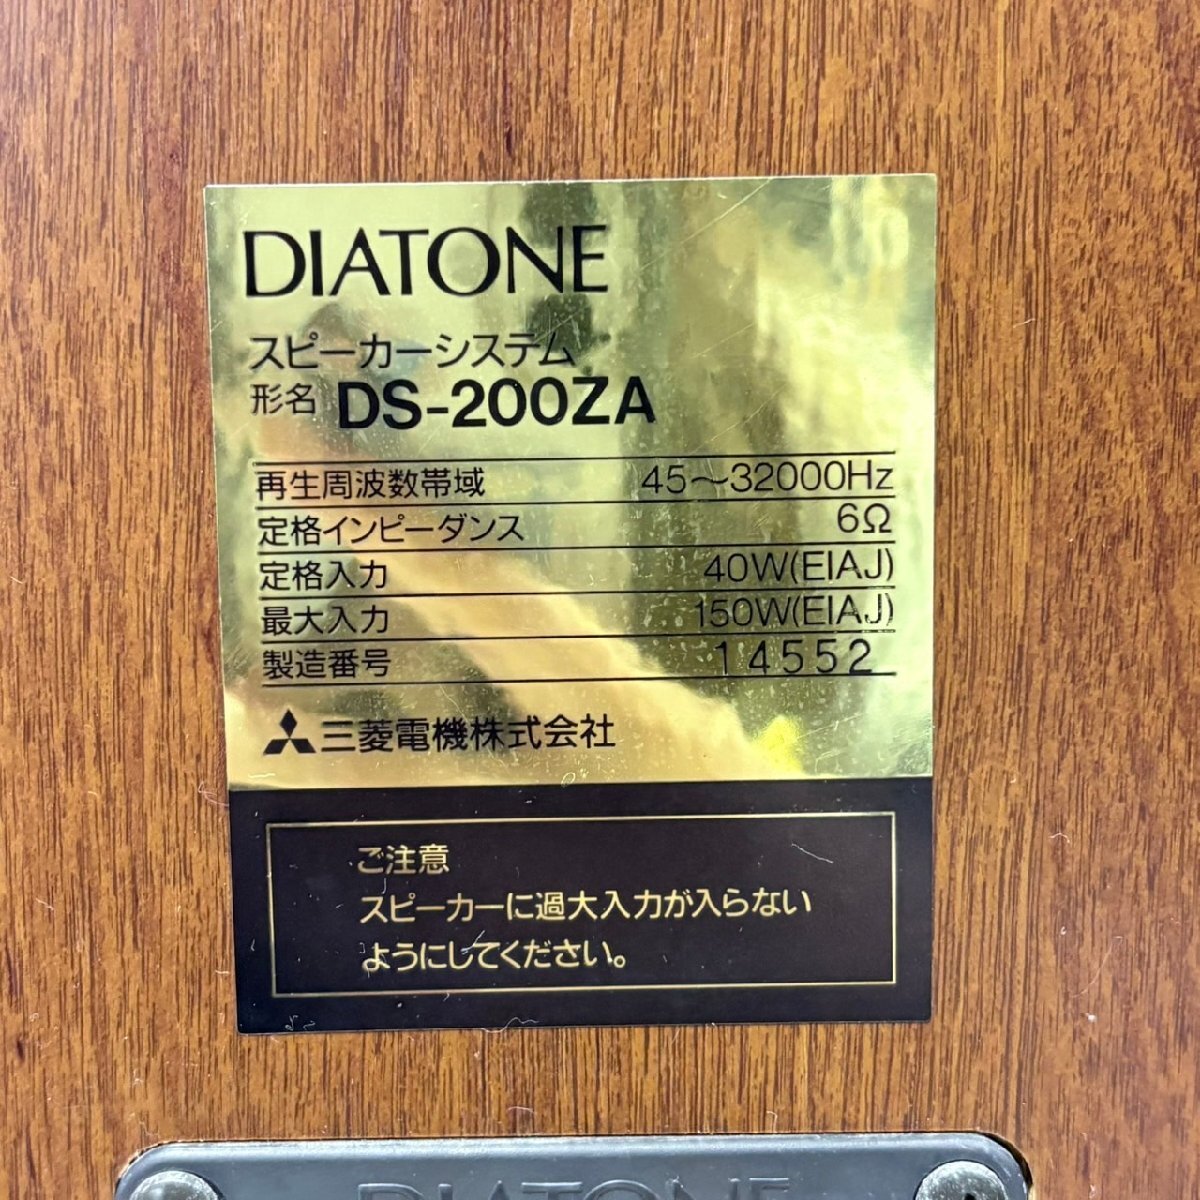 DIATONE
スピーカーシステム
形名 DS-200ZA
再生周波数帯域 45〜32000Hz
定格インピーダンス 6Ω
定格入力 40W(EIAJ)
最大入力 150W(EIAJ)
製造番号 14552
三菱電機株式会社
ご注意
スピーカーに過大入力が入らない
ようにしてください。
DIATONE